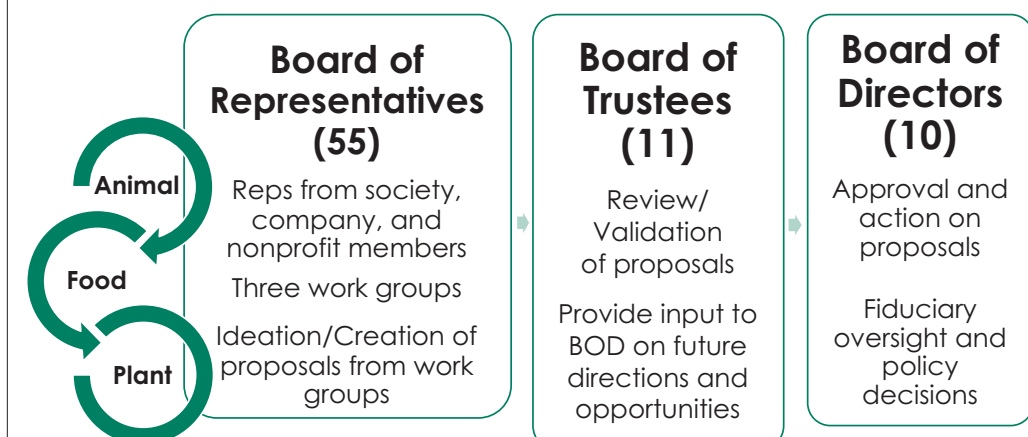 Animal
Food
Plant
Board of
Representatives
(55)
Reps from society,
company, and
nonprofit members
Three work groups
Ideation/Creation of
proposals from work
groups
Board of
Trustees
(11)
Review/
Validation
of proposals
Provide input to
BOD on future
directions and
opportunities
Board of
Directors
(10)
Approval and
action on
proposals
Fiduciary
oversight and
policy
decisions